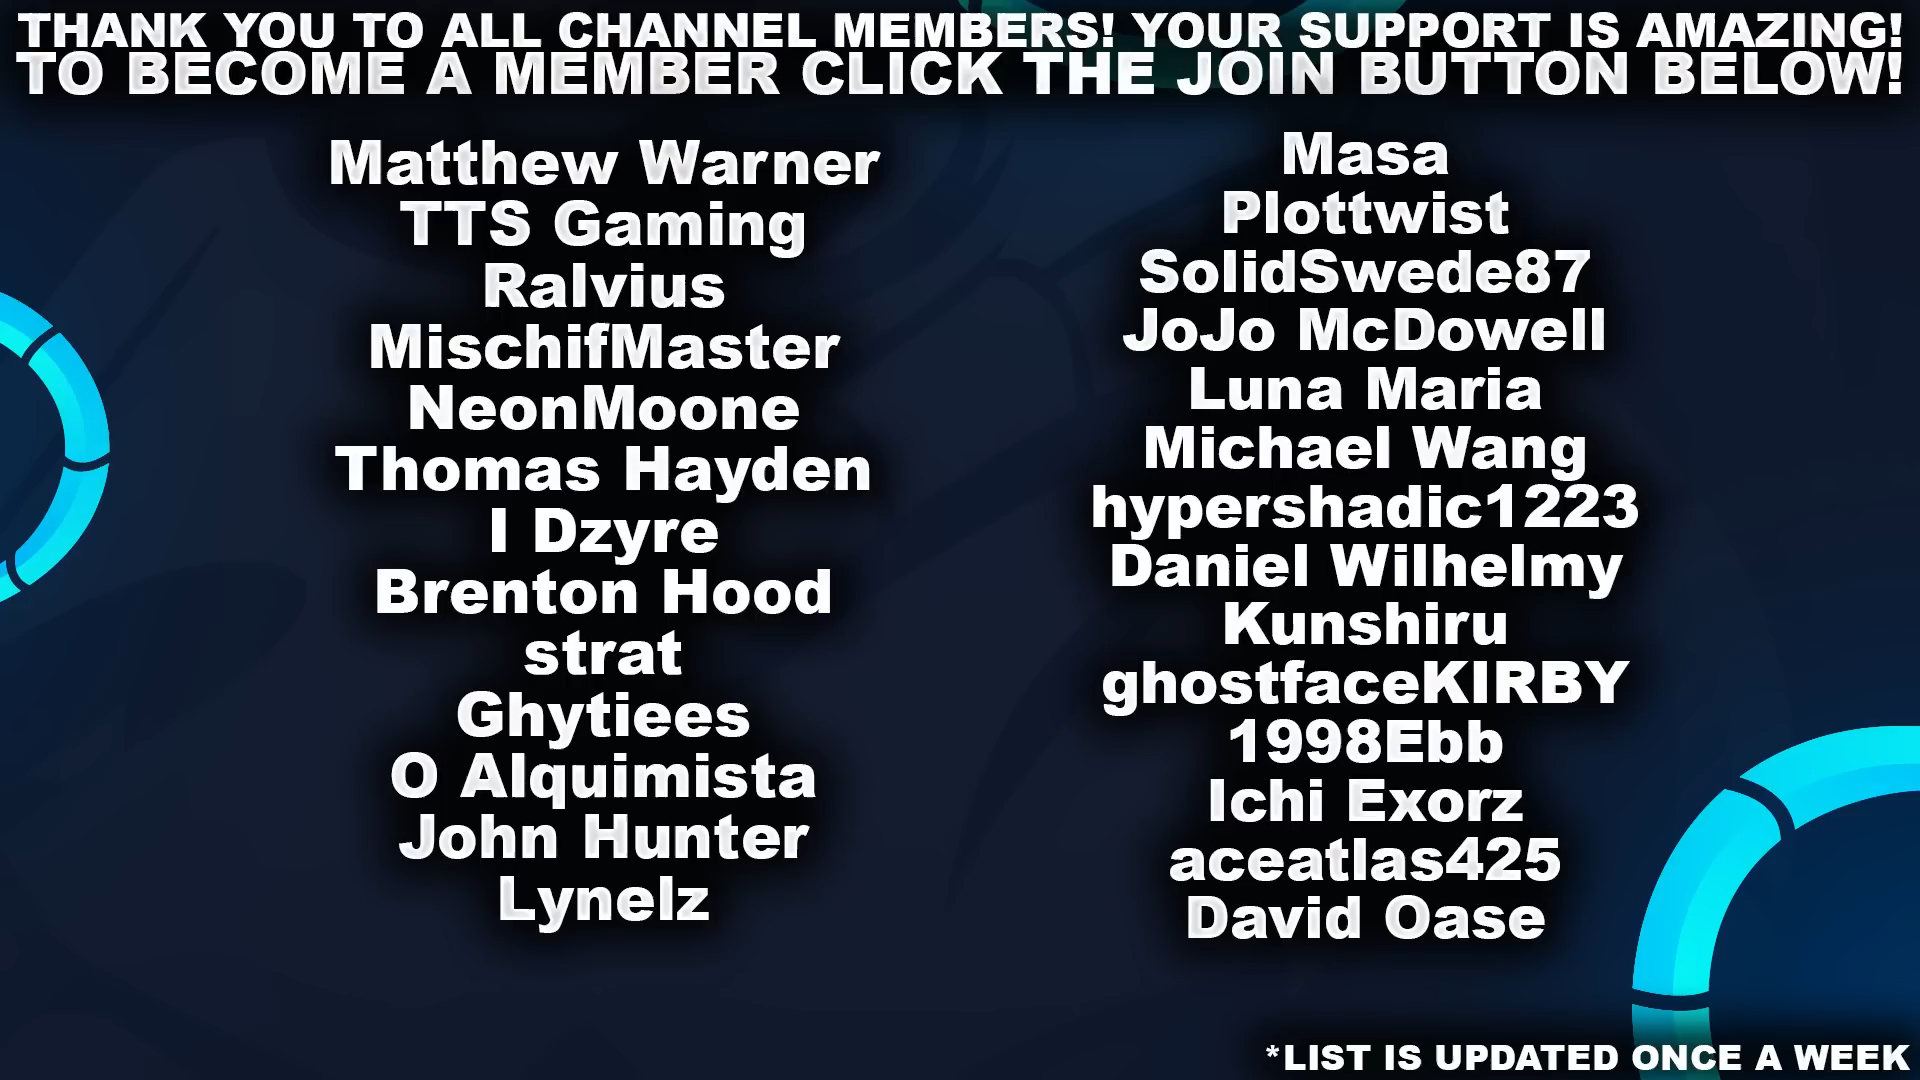 THANK YOU TO ALL CHANNEL MEMBERS! YOUR SUPPORT IS AMAZING!
TO BECOME A MEMBER CLICK THE JOIN BUTTON BELOW!
Matthew Warner
TTS Gaming
Ralvius
MischifMaster
NeonMoone
Thomas Hayden
I Dzyre
Brenton Hood
strat
Ghytiees
O Alquimista
John Hunter
Lynelz
Masa
Plottwist
SolidSwede87
JoJo McDowell
Luna Maria
Michael Wang
hypershadic1223
Daniel Wilhelmy
Kunshiru
ghostfaceKIRBY
1998Ebb
Ichi Exorz
aceatlas425
David Oase
*LIST IS UPDATED ONCE A WEEK